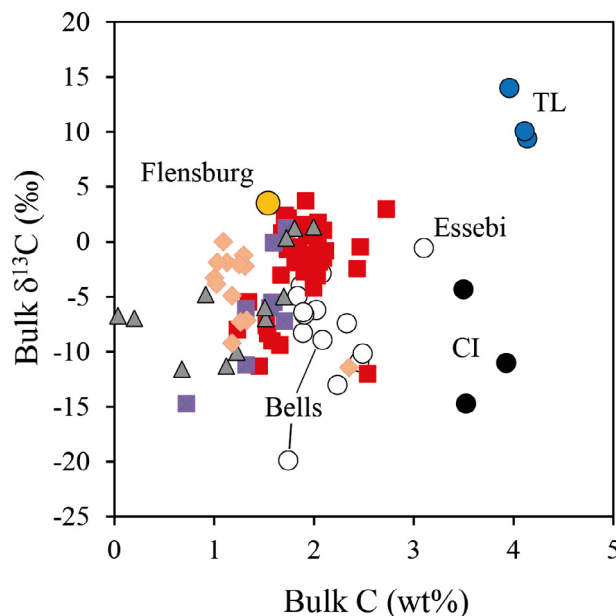 20
15
10
5
0
-5
-10
-15
-20
-25
Bulk δ¹³C (‰)
TL
Flensburg
Essebi
CI
Bells
0 1 2 3 4 5
Bulk C (wt%)